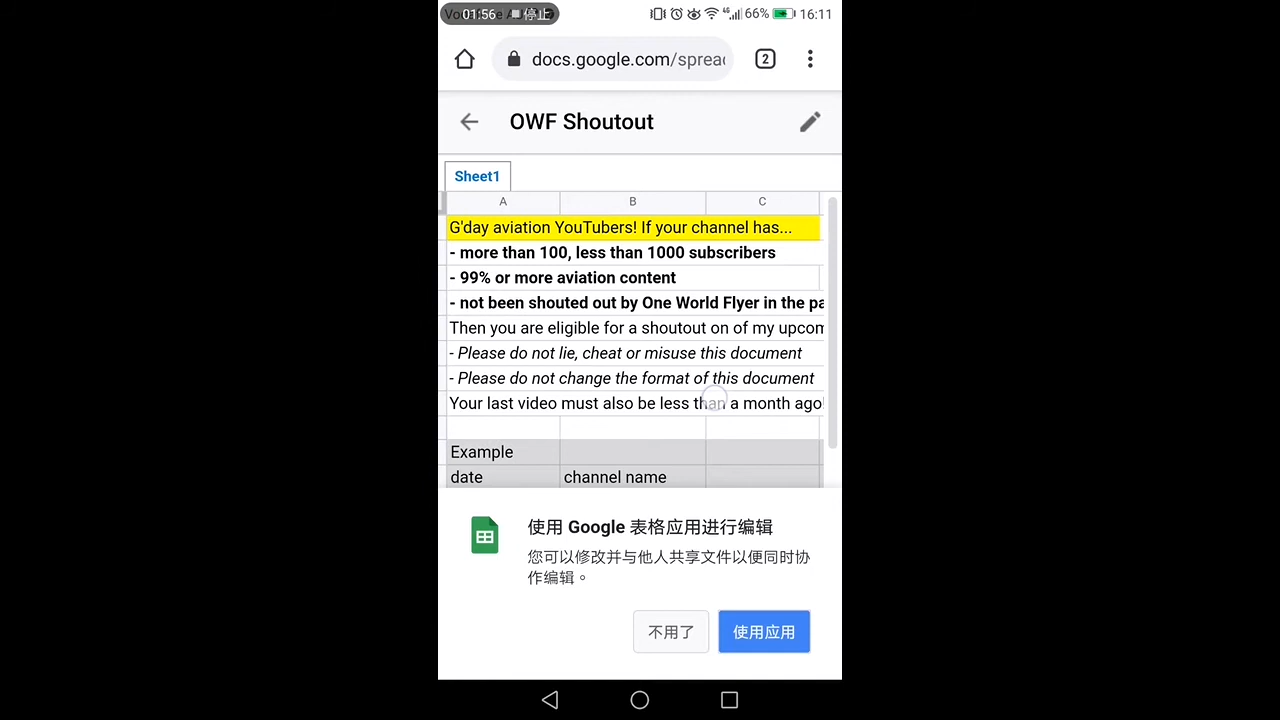 01:56 停止
66% 16:11
docs.google.com/sprea
2
OWF Shoutout
Sheet1
A B C
G'day aviation YouTubers! If your channel has...
- more than 100, less than 1000 subscribers
- 99% or more aviation content
- not been shouted out by One World Flyer in the pa
Then you are eligible for a shoutout on of my upcom
- Please do not lie, cheat or misuse this document
- Please do not change the format of this document
Your last video must also be less than a month ago!
Example
date channel name
使用 Google 表格应用进行编辑
您可以修改并与他人共享文件以便同时协
作编辑。
不用了 使用应用